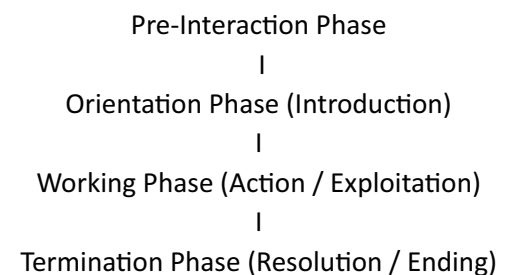 Pre-Interaction Phase
I
Orientation Phase (Introduction)
I
Working Phase (Action / Exploitation)
I
Termination Phase (Resolution / Ending)